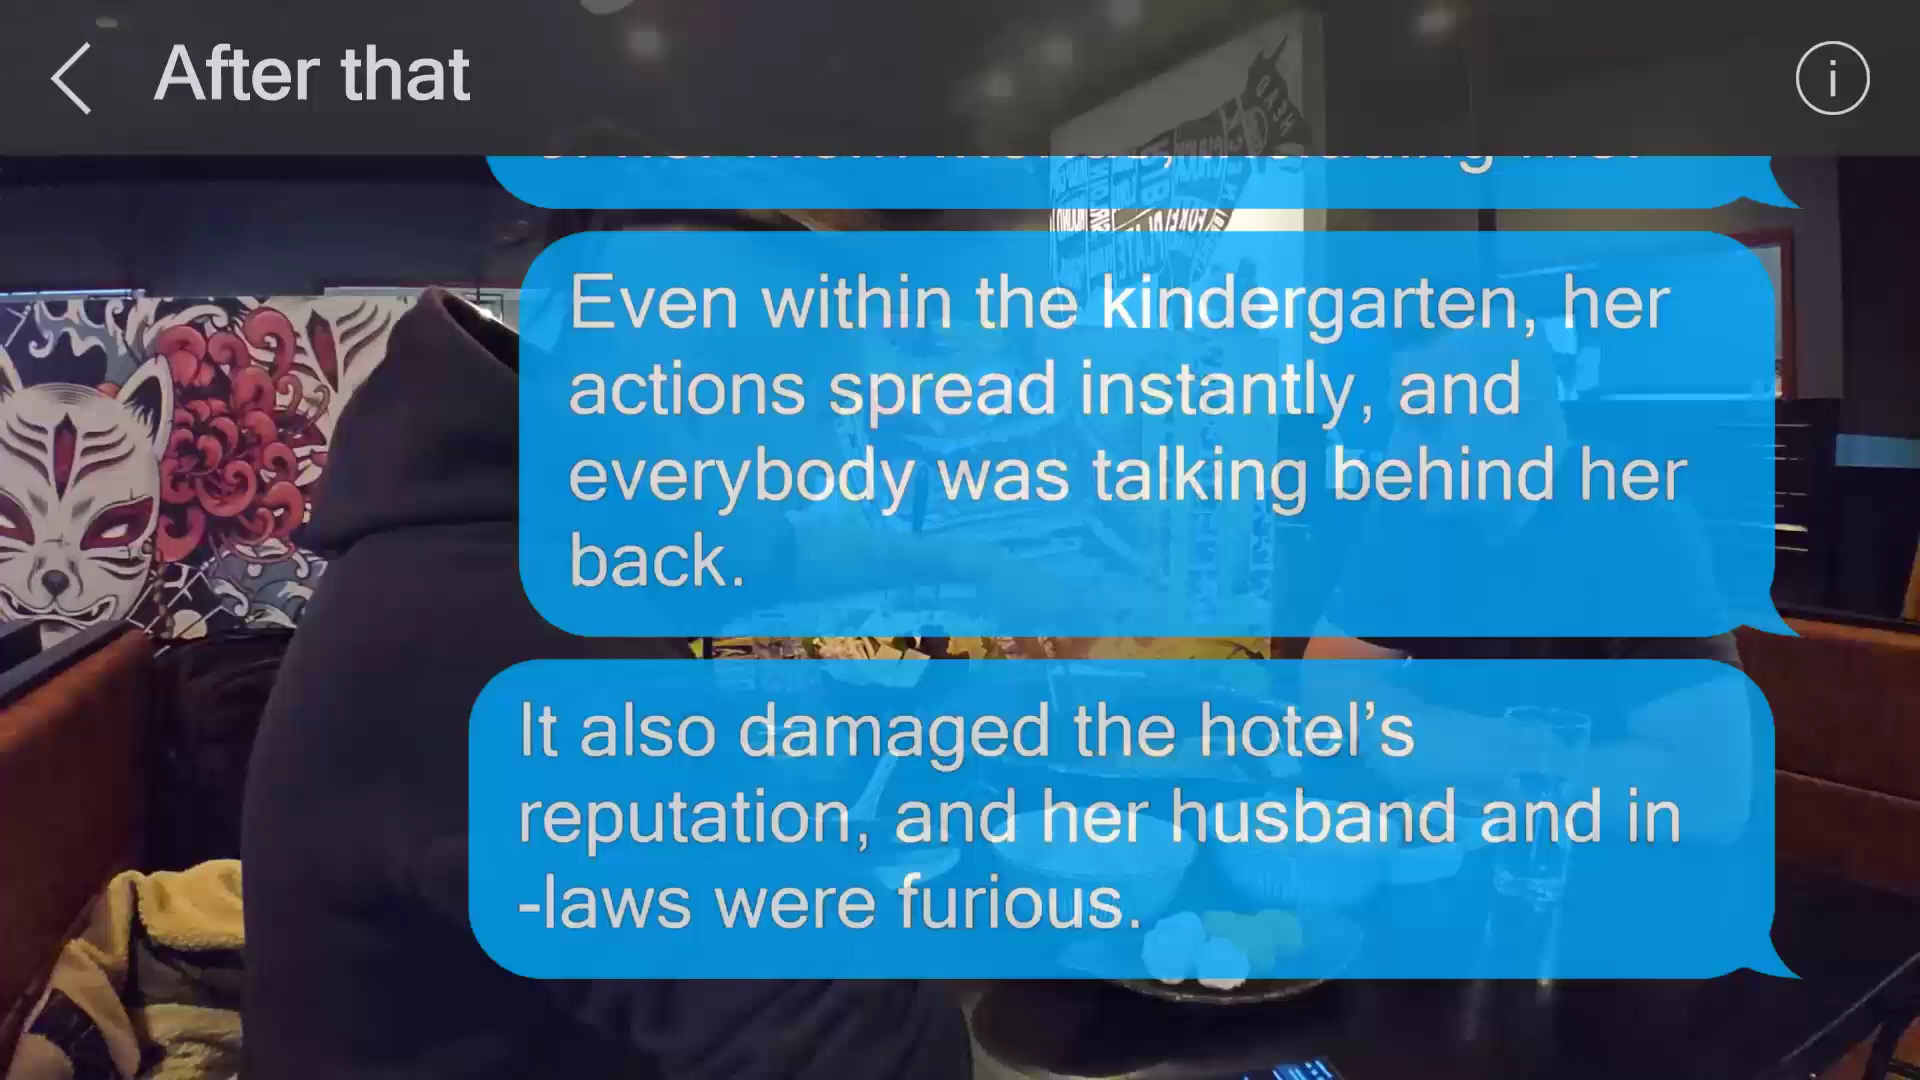 After that
Even within the kindergarten, her
actions spread instantly, and
everybody was talking behind her
back.
It also damaged the hotel’s
reputation, and her husband and in
-laws were furious.